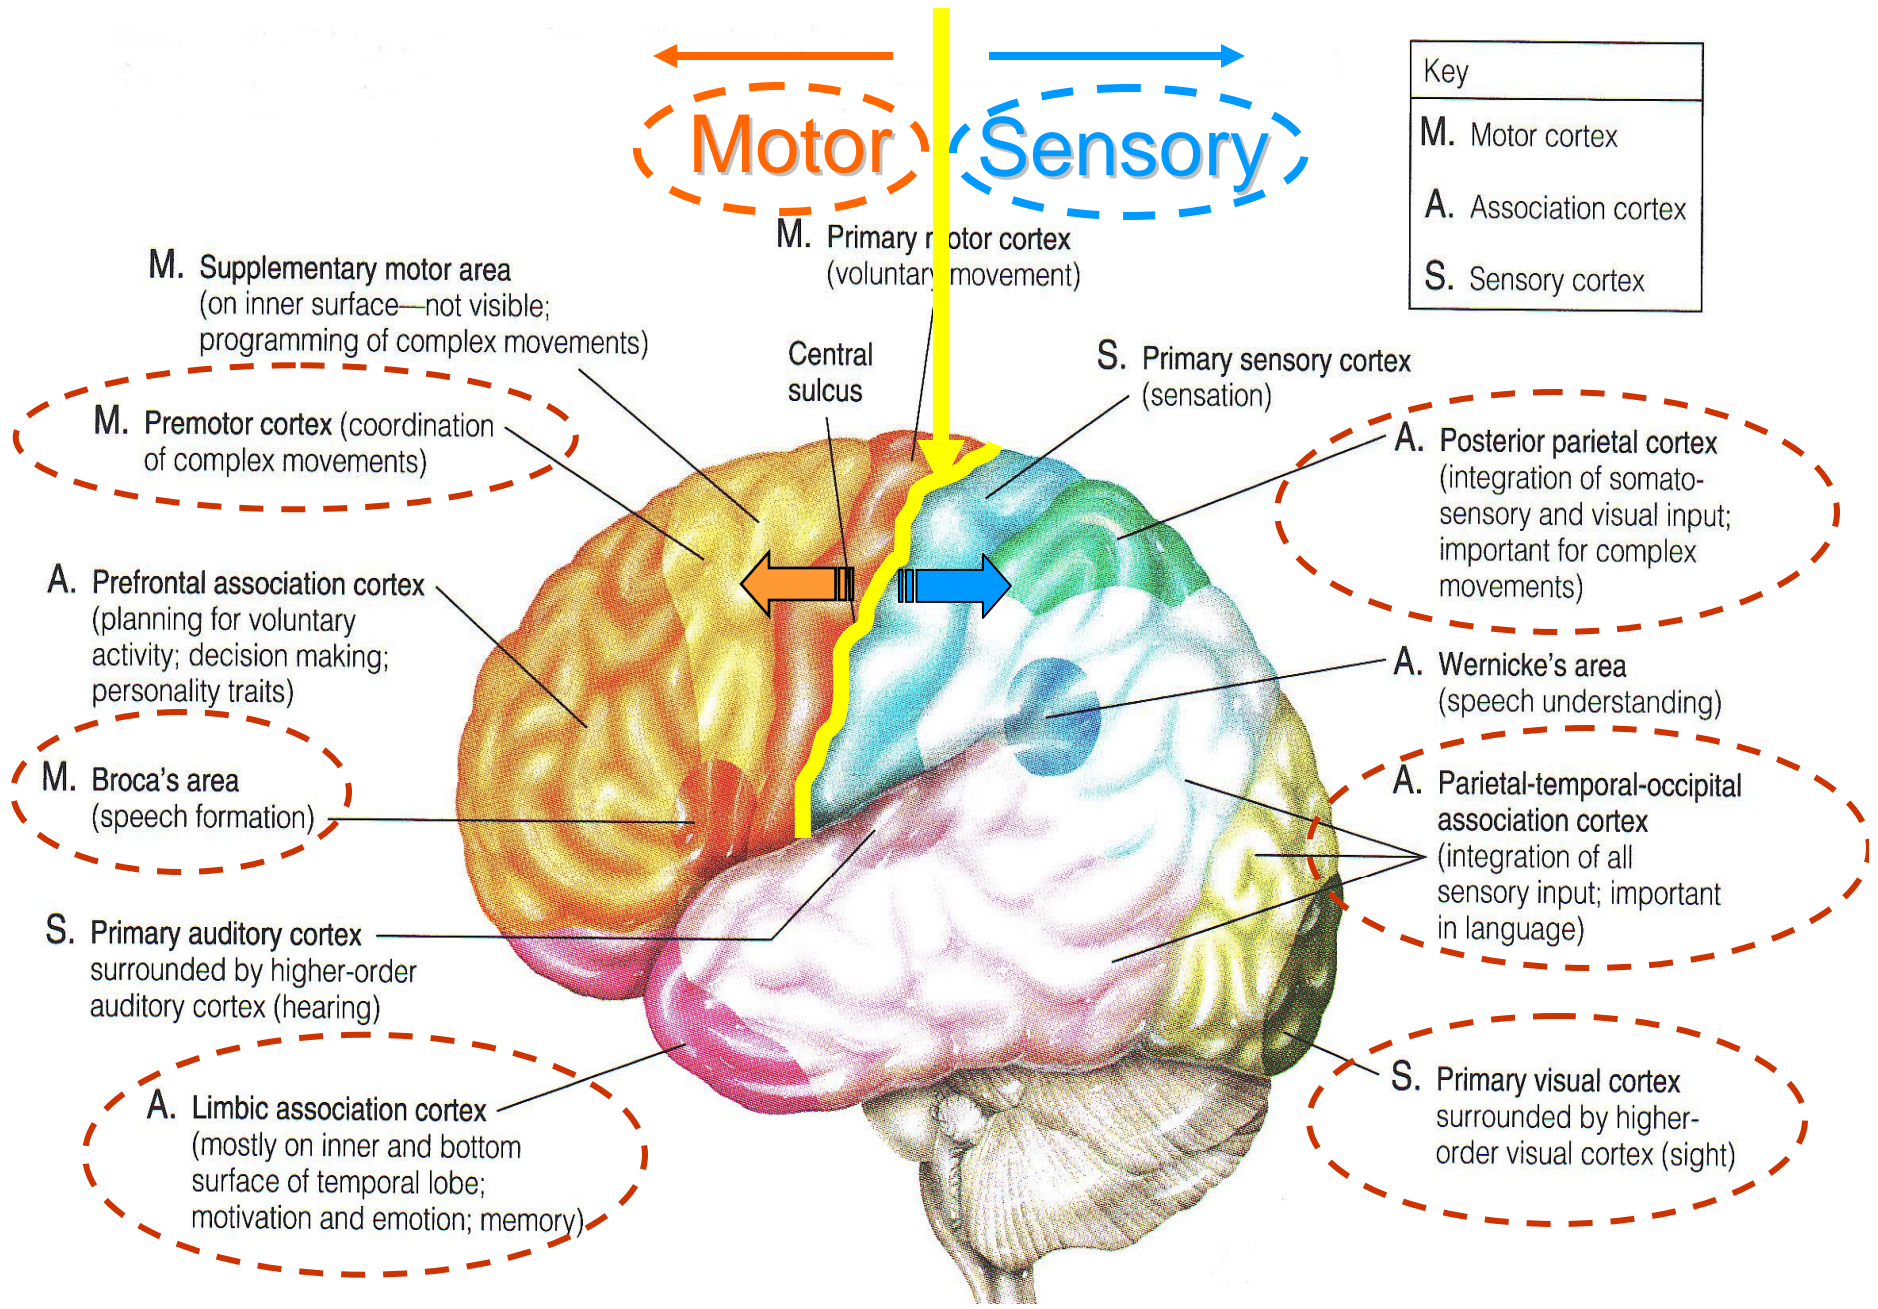 Motor
Sensory
Key
M. Motor cortex
A. Association cortex
S. Sensory cortex
M. Primary motor cortex
(voluntary movement)
M. Supplementary motor area
(on inner surface—not visible;
programming of complex movements)
Central
sulcus
S. Primary sensory cortex
(sensation)
M. Premotor cortex (coordination
of complex movements)
A. Posterior parietal cortex
(integration of somato-
sensory and visual input;
important for complex
movements)
A. Prefrontal association cortex
(planning for voluntary
activity; decision making;
personality traits)
A. Wernicke's area
(speech understanding)
M. Broca's area
(speech formation)
A. Parietal-temporal-occipital
association cortex
(integration of all
sensory input; important
in language)
S. Primary auditory cortex
surrounded by higher-order
auditory cortex (hearing)
S. Primary visual cortex
surrounded by higher-
order visual cortex (sight)
A. Limbic association cortex
(mostly on inner and bottom
surface of temporal lobe;
motivation and emotion; memory)